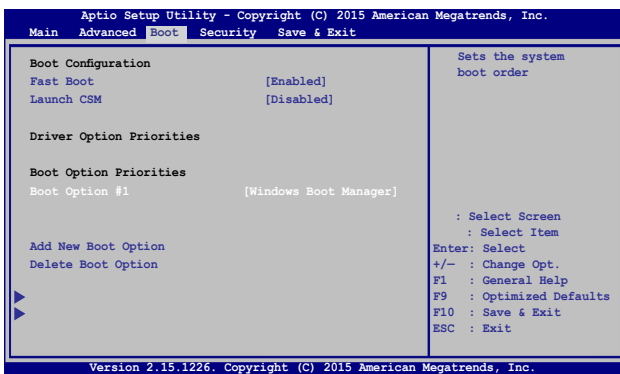 Aptio Setup Utility - Copyright (C) 2015 American Megatrends, Inc.
Main Advanced Boot Security Save & Exit
Boot Configuration
Fast Boot [Enabled]
Launch CSM [Disabled]
Driver Option Priorities
Boot Option Priorities
Boot Option #1 [Windows Boot Manager]
Add New Boot Option
Delete Boot Option
Sets the system
boot order
: Select Screen
: Select Item
Enter: Select
+/— : Change Opt.
F1 : General Help
F9 : Optimized Defaults
F10 : Save & Exit
ESC : Exit
Version 2.15.1226. Copyright (C) 2015 American Megatrends, Inc.